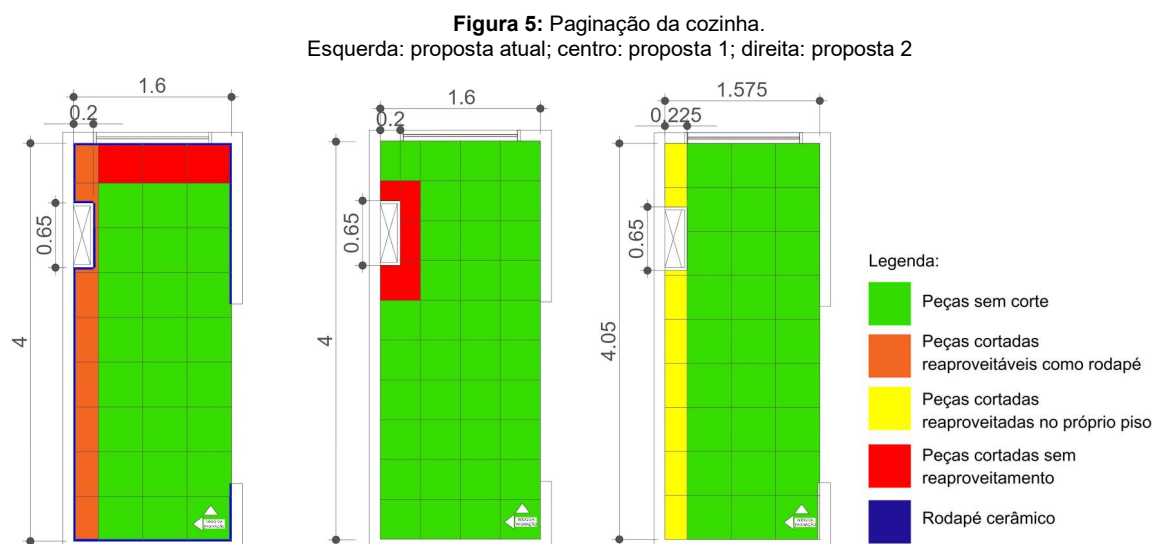 Figura 5: Paginação da cozinha.
Esquerda: proposta atual; centro: proposta 1; direita: proposta 2
1.6
0.2
0.65
4
1.6
0.2
0.65
4
1.575
0.225
0.65
4.05
Legenda:
Peças sem corte
Peças cortadas
reaproveitáveis como rodapé
Peças cortadas
reaproveitadas no próprio piso
Peças cortadas sem
reaproveitamento
Rodapé cerâmico